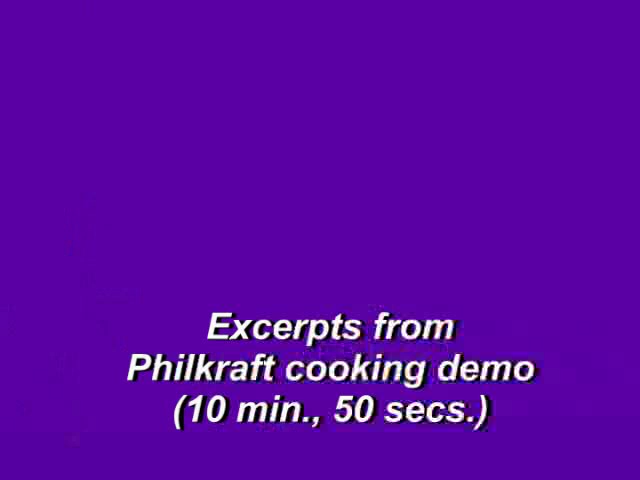 Excerpts from
Philkraft cooking demo
(10 min., 50 secs.)